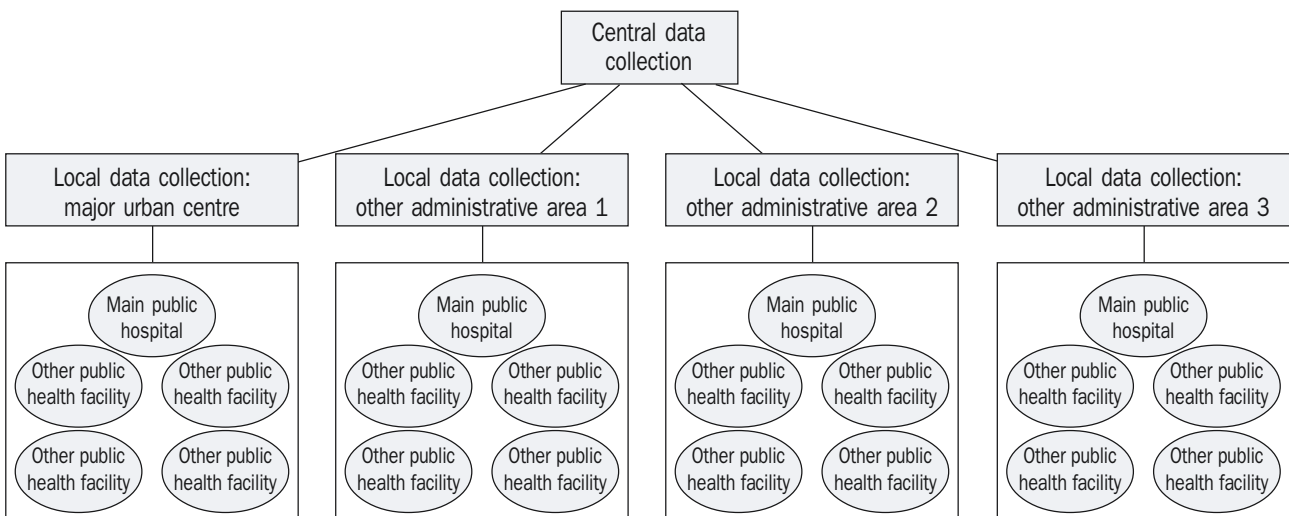 Central data
collection
Local data collection:
major urban centre
Local data collection:
other administrative area 1
Local data collection:
other administrative area 2
Local data collection:
other administrative area 3
Main public
hospital
Other public
health facility
Other public
health facility
Other public
health facility
Other public
health facility
Main public
hospital
Other public
health facility
Other public
health facility
Other public
health facility
Other public
health facility
Main public
hospital
Other public
health facility
Other public
health facility
Other public
health facility
Other public
health facility
Main public
hospital
Other public
health facility
Other public
health facility
Other public
health facility
Other public
health facility